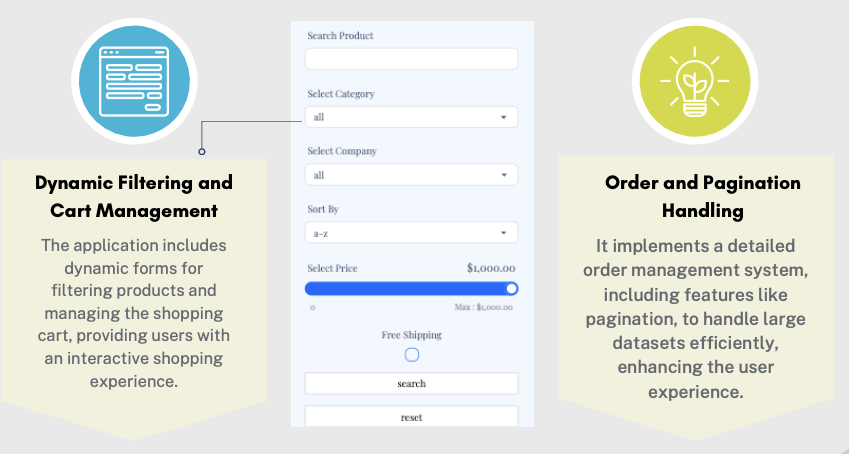 Dynamic Filtering and
Cart Management
The application includes
dynamic forms for
filtering products and
managing the shopping
cart, providing users with
an interactive shopping
experience.
Search Product
Select Category
all
Select Company
all
Sort By
a-z
Select Price $1,000.00
0 Max : $1,000.00
Free Shipping
search
reset
Order and Pagination
Handling
It implements a detailed
order management system,
including features like
pagination, to handle large
datasets efficiently,
enhancing the user
experience.